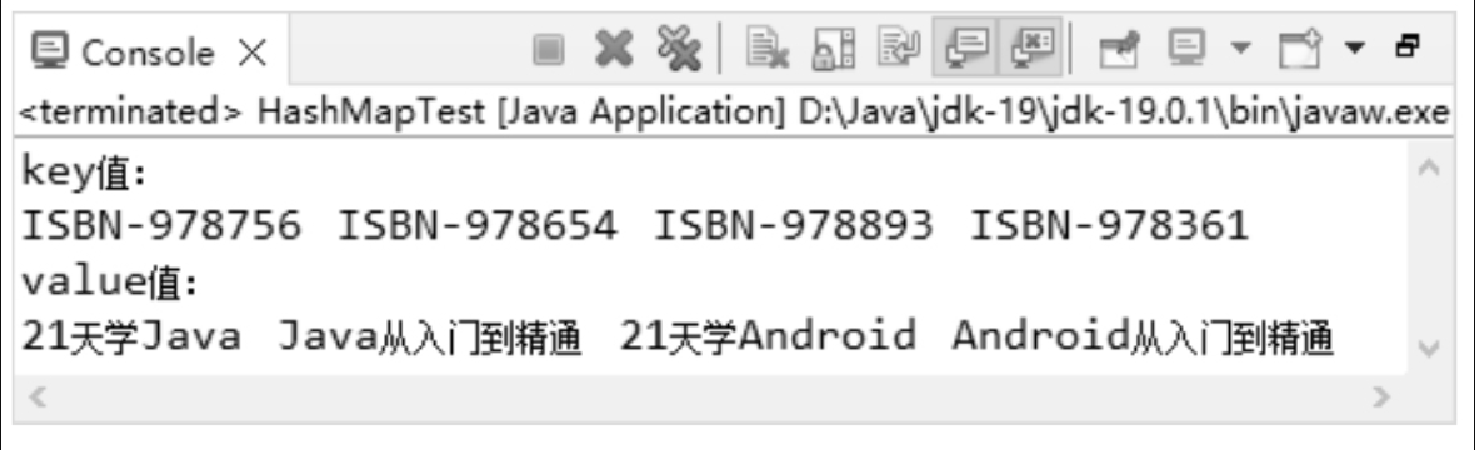 Console
<terminated> HashMapTest [Java Application] D:\Java\jdk-19\jdk-19.0.1\bin\javaw.exe
key值：
ISBN-978756 ISBN-978654 ISBN-978893 ISBN-978361
value值：
21天学Java Java从入门到精通 21天学Android Android从入门到精通